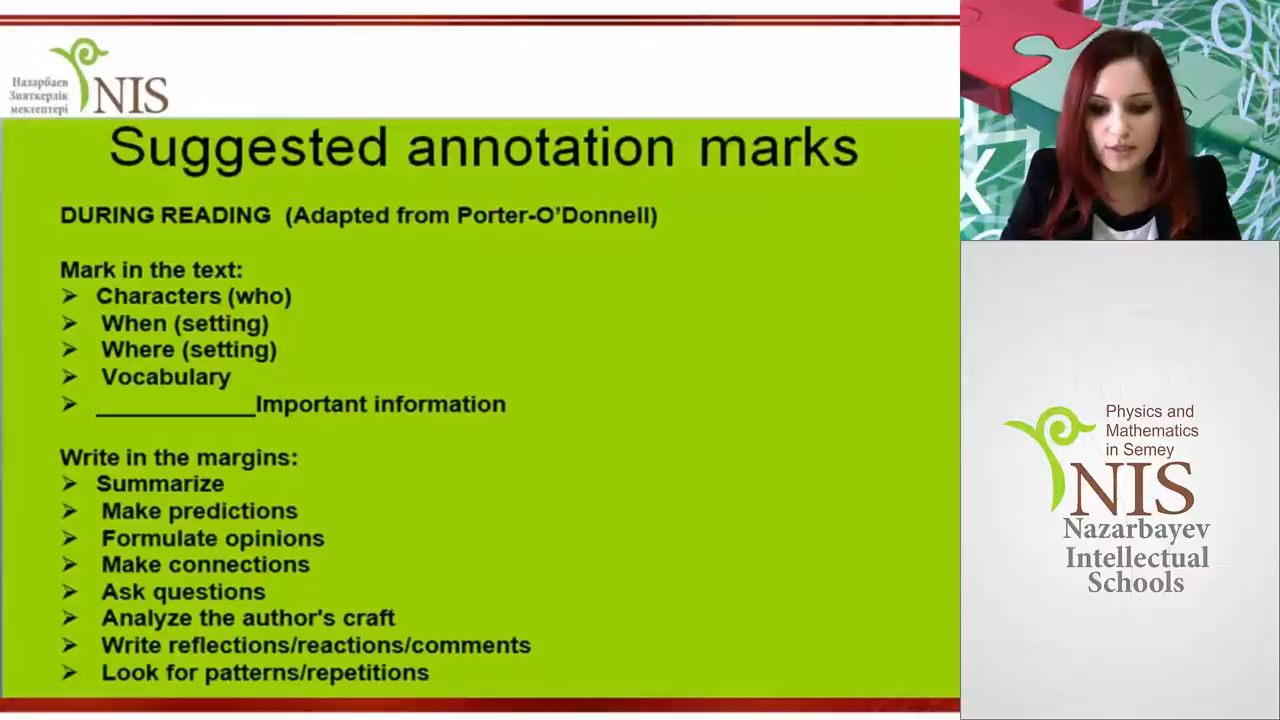 Назарбаев
Зияткерлік
мектептері
NIS
Suggested annotation marks
DURING READING (Adapted from Porter-O'Donnell)
Mark in the text:
➢ Characters (who)
➢ When (setting)
➢ Where (setting)
➢ Vocabulary
➢ ____________Important information
Write in the margins:
➢ Summarize
➢ Make predictions
➢ Formulate opinions
➢ Make connections
➢ Ask questions
➢ Analyze the author's craft
➢ Write reflections/reactions/comments
➢ Look for patterns/repetitions
Physics and
Mathematics
in Semey
NIS
Nazarbayev
Intellectual
Schools